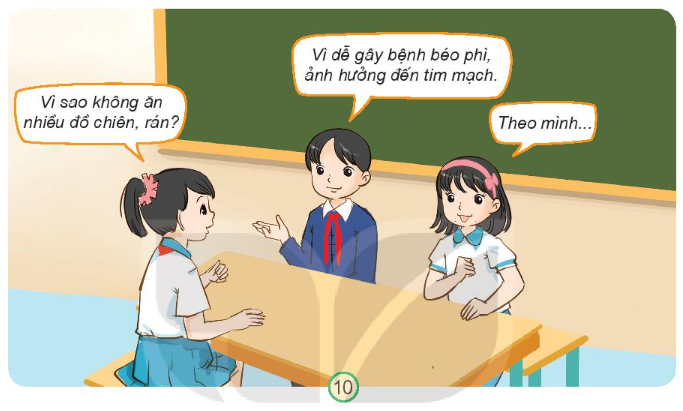 Vì sao không ăn
nhiều đồ chiên, rán?
Vì dễ gây bệnh béo phì,
ảnh hưởng đến tim mạch.
Theo mình...
10